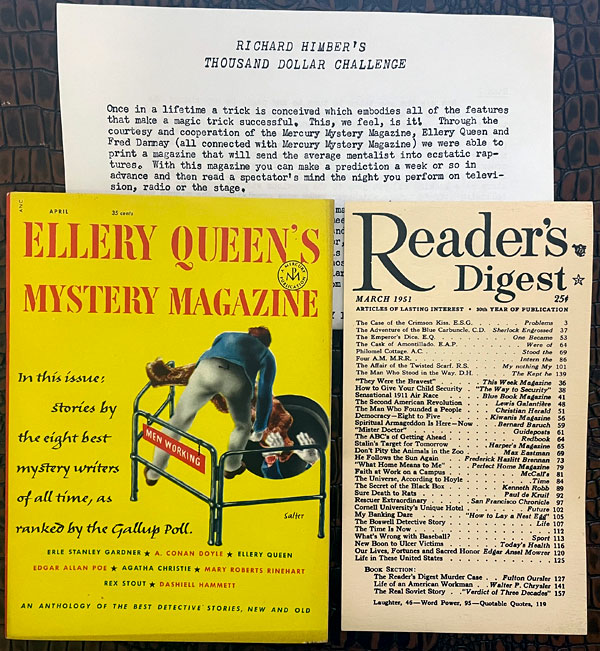 RICHARD HIMBER'S
THOUSAND DOLLAR CHALLENGE
Once in a lifetime a trick is conceived which embodies all of the features
that make a magic trick successful. This, we feel, is it! Through the
courtesy and cooperation of the Mercury Mystery Magazine, Ellery Queen and
Fred Dannay (all connected with Mercury Mystery Magazine) we were able to
print a magazine that will send the average mentalist into ecstatic rap-
tures. With this magazine you can make a prediction a week or so in
advance and then read a spectator's mind the night you perform on televi-
sion, radio or the stage.
ANC
APRIL
35 cents
ELLERY QUEEN'S
MYSTERY MAGAZINE
A MERCURY PUBLICATION
M
In this issue:
stories by
the eight best
mystery writers
of all time, as
ranked by the Gallup Poll.
MEN WORKING
Salter
ERLE STANLEY GARDNER ★ A. CONAN DOYLE ★ ELLERY QUEEN
EDGAR ALLAN POE ★ AGATHA CHRISTIE ★ MARY ROBERTS RINEHART
REX STOUT ★ DASHIELL HAMMETT
AN ANTHOLOGY OF THE BEST DETECTIVE STORIES, NEW AND OLD
Reader's
Digest
MARCH 1951 25¢
ARTICLES OF LASTING INTEREST • 30th YEAR OF PUBLICATION
The Case of the Crimson Kiss. E.S.G. . . . . . Problems 3
The Adventure of the Blue Carbuncle. C.D. Sherlock Engrossed 37
The Emperor's Dice. E.Q. . . . . . One Became 53
The Cask of Amontillado. E.A.P. . . . . . Were of 64
Philomel Cottage. A.C. . . . . . Stood the 69
Four A.M. M.R.R. . . . . . Intern the 86
The Affair of the Twisted Scarf. R.S. . . . . . My nothing My 101
The Man Who Stood in the Way. D.H. . . . . . The Kept he 139
"They Were the Bravest" . . . . . This Week Magazine 36
How to Give Your Child Security . . "The Way to Security" 38
Sensational 1911 Air Race . . . . . Blue Book Magazine 41
The Second American Revolution . . . . . Lewis Galantière 48
The Man Who Founded a People . . . . . Christian Herald 51
Democracy—Eight to Five . . . . . Kiwanis Magazine 56
Spiritual Armageddon Is Here—Now . . . . . Bernard Baruch 59
"Mister Doctor" . . . . . Guideposts 61
The ABC's of Getting Ahead . . . . . Redbook 64
Stalin's Target for Tomorrow . . . . . Harper's Magazine 65
Don't Pity the Animals in the Zoo . . . . . Max Eastman 69
He Follows the Sun Again . . . Frederic Hazlitt Brennan 73
"What Home Means to Me" . . . . . Perfect Home Magazine 79
Faith at Work on a Campus . . . . . McCall's 81
The Universe, According to Hoyle . . . . . Time 84
The Secret of the Black Box . . . . . Kenneth Robb 89
Sure Death to Rats . . . . . Paul de Kruif 92
Rescuer Extraordinary . . . . . San Francisco Chronicle 97
Cornell University's Unique Hotel . . . . . Future 102
My Banking Daze . . . . . "How to Lay a Nest Egg" 105
The Boswell Detective Story . . . . . Life 107
The Time Is Now . . . . . 112
What's Wrong with Baseball? . . . . . Sport 113
New Boon to Ulcer Victims . . . . . Today's Health 116
Our Lives, Fortunes and Sacred Honor Edgar Ansel Mowrer 120
Life in These United States . . . . . 125
BOOK SECTION:
The Reader's Digest Murder Case . . Fulton Oursler 127
Life of an American Workman . . Walter P. Chrysler 141
The Real Soviet Story . . "Verdict of Three Decades" 157
Laughter, 46—Word Power, 95—Quotable Quotes, 119